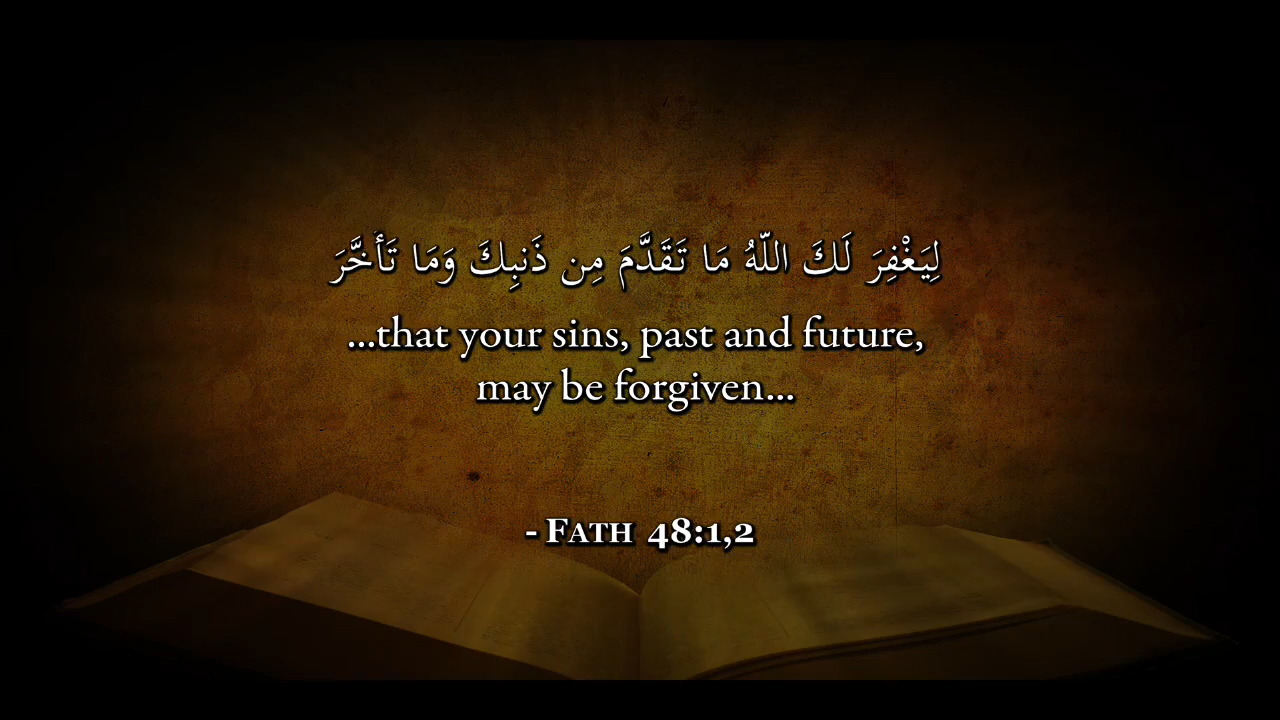 لِيَغْفِرَ لَكَ اللّهُ مَا تَقَدَّمَ مِن ذَنبِكَ وَمَا تَأَخَّرَ
...that your sins, past and future,
may be forgiven...
- FATH 48:1,2